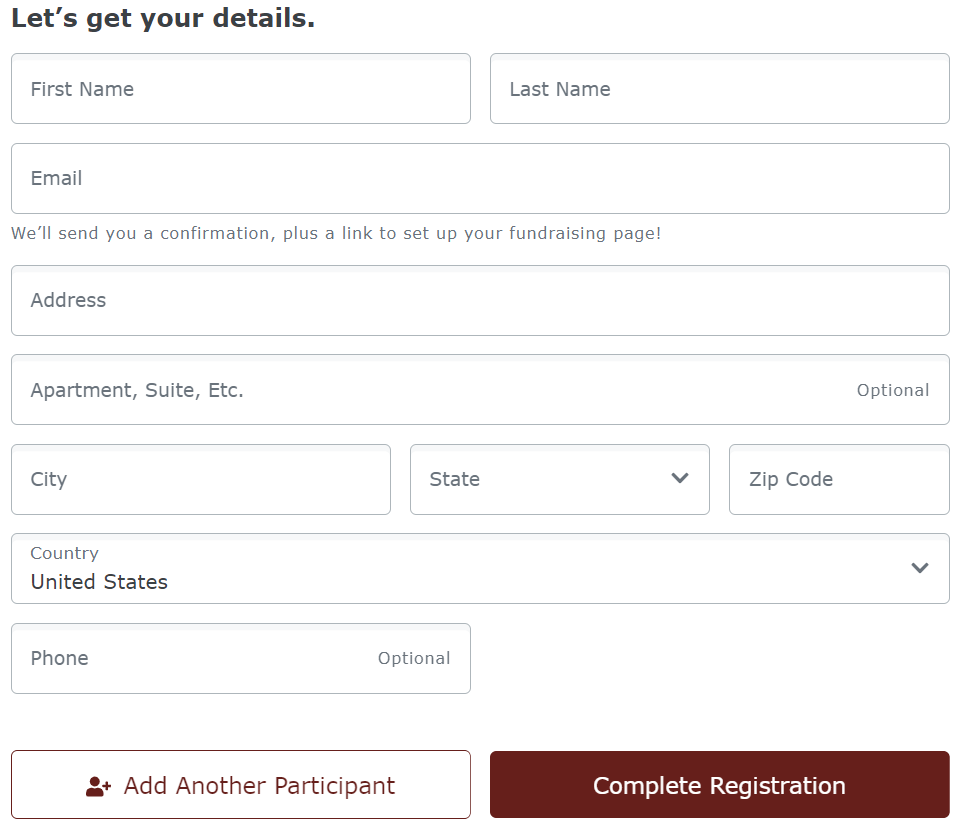 Let’s get your details.
First Name
Last Name
Email
We’ll send you a confirmation, plus a link to set up your fundraising page!
Address
Apartment, Suite, Etc.
Optional
City
State
Zip Code
Country
United States
Phone
Optional
Add Another Participant
Complete Registration